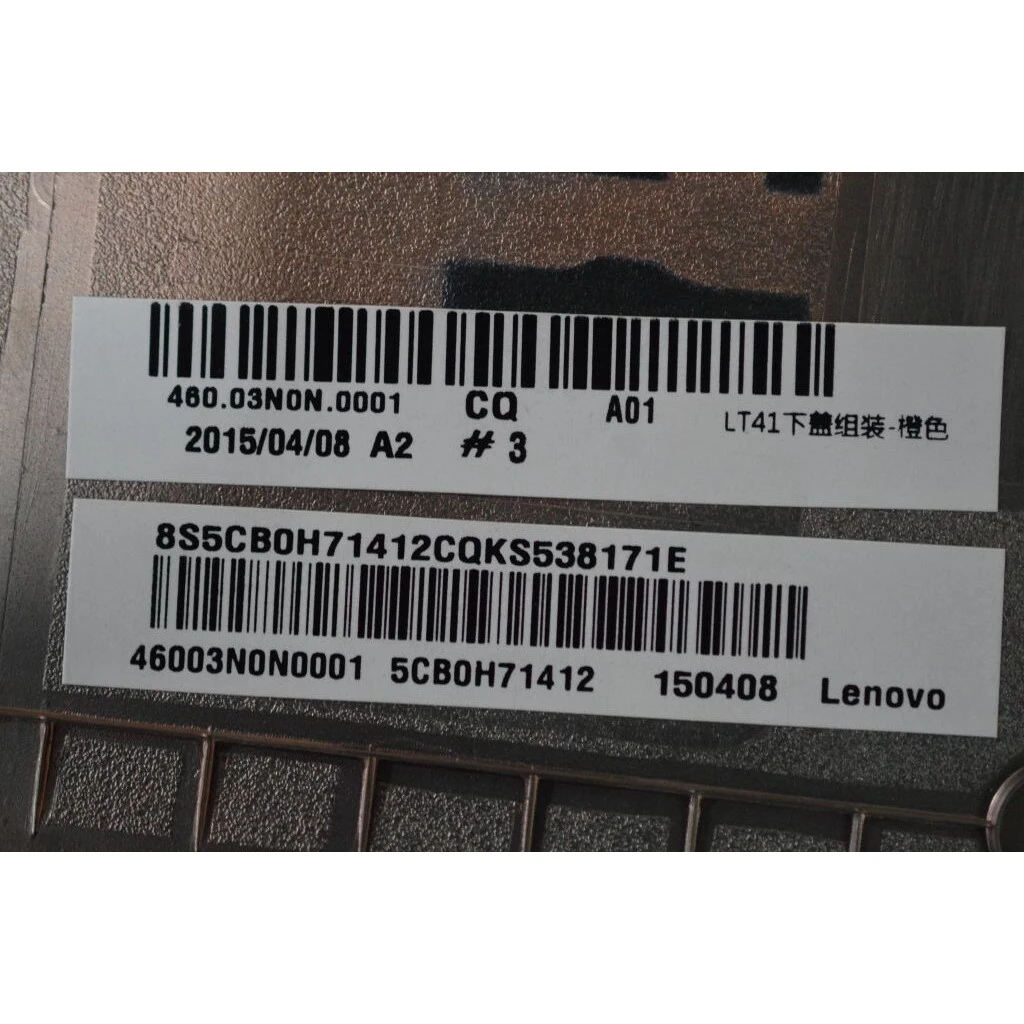 460.03N0N.0001 CQ A01 LT41下蓋组装-橙色
2015/04/08 A2 # 3
8S5CB0H71412CQKS538171E
46003N0N0001 5CB0H71412 150408 Lenovo